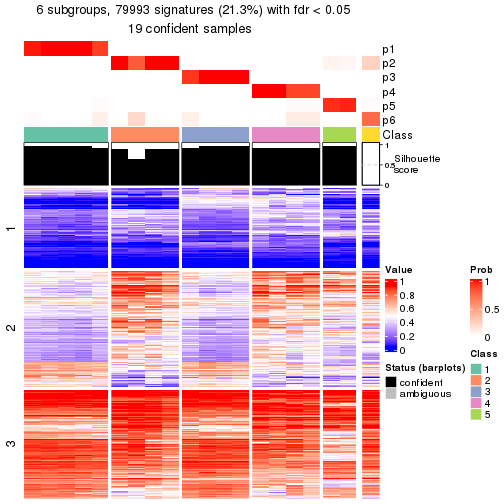 6 subgroups, 79993 signatures (21.3%) with fdr < 0.05
19 confident samples
p1
p2
p3
p4
p5
p6
Class
1
0.5
0
Silhouette
score
1
2
3
Value
1
0.8
0.6
0.4
0.2
0
Prob
1
0.5
0
Status (barplots)
confident
ambiguous
Class
1
2
3
4
5